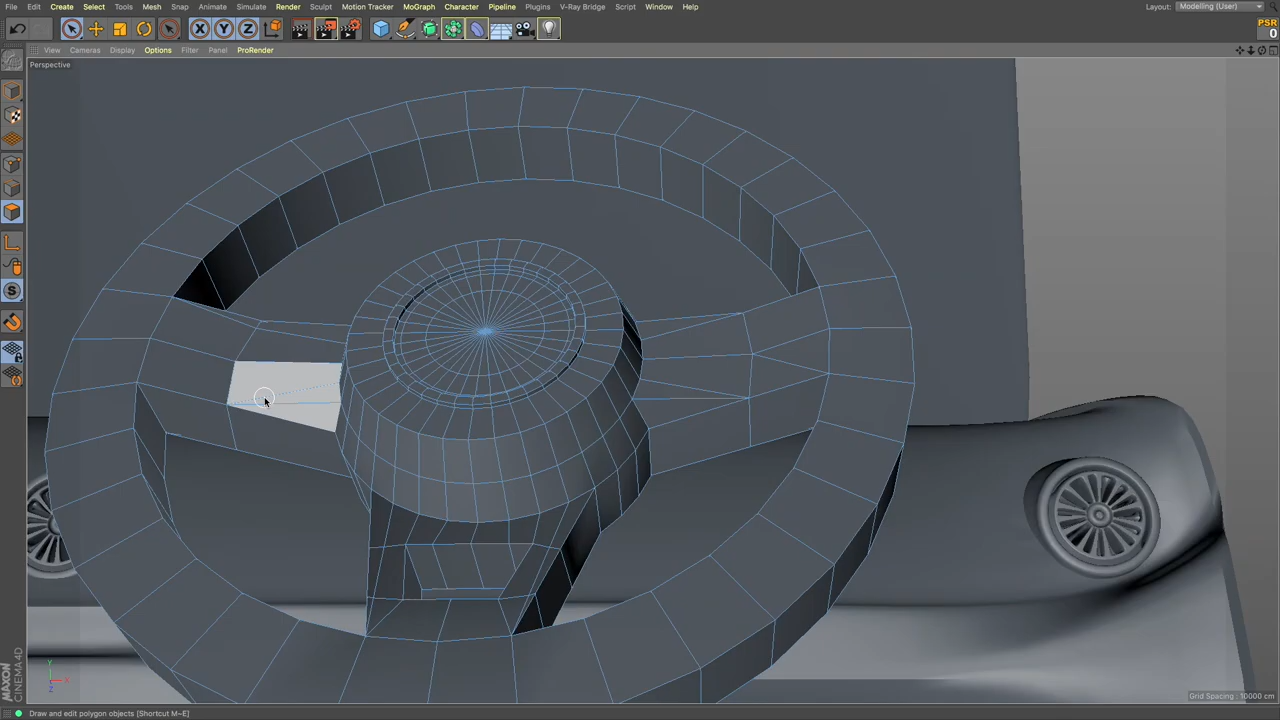 File Edit Create Select Tools Mesh Snap Animate Simulate Render Sculpt Motion Tracker MoGraph Character Pipeline Plugins V-Ray Bridge Script Window Help Layout: Modelling (User)
X Y Z PSR
0
View Cameras Display Options Filter Panel ProRender
Perspective
S
Y
X
Z
Grid Spacing : 10000 cm
MAXON CINEMA 4D
Draw and edit polygon objects [Shortcut M~E]